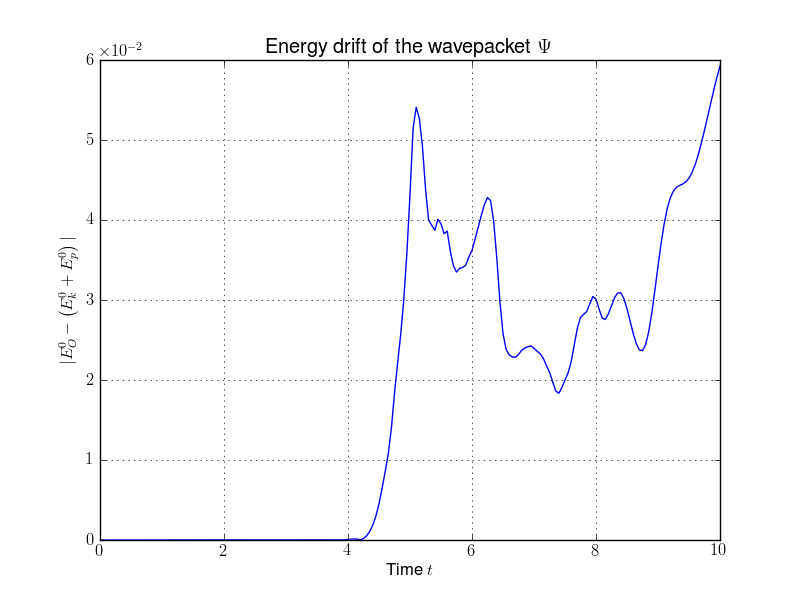 Energy drift of the wavepacket Ψ
×10⁻²
6
5
4
3
2
1
0
|E_O^0 − (E_k^0 + E_p^0) |
0 2 4 6 8 10
Time t